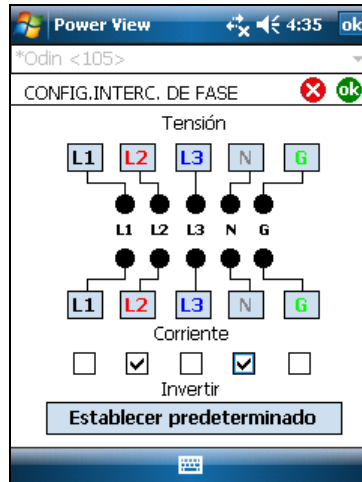 Power View 4:35 ok
*Odin <105>
CONFIG.INTERC. DE FASE ok
Tensión
L1 L2 L3 N G
L1 L2 L3 N G
L1 L2 L3 N G
Corriente
Invertir
Establecer predeterminado